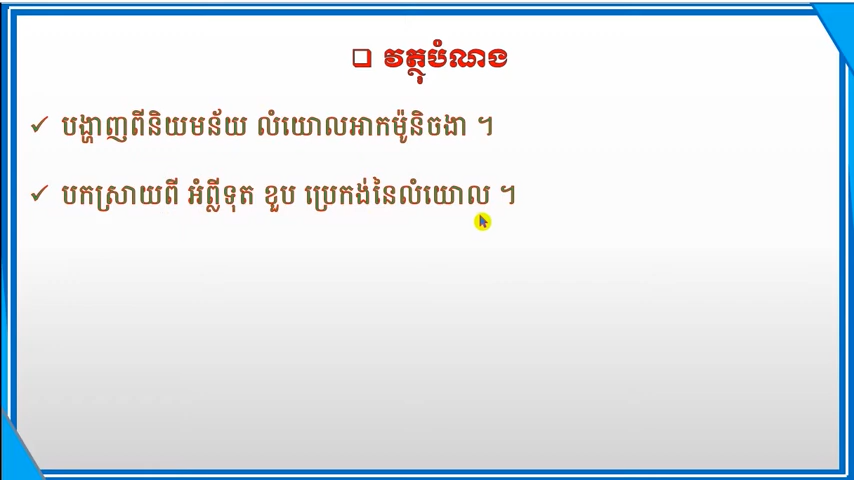 វត្ថុបំណង
បង្ហាញពីនិយមន័យ លំយោលអាកម៉ូនិចងា ។
បកស្រាយពី អំព្លីទុត ខួប ប្រេកង់នៃលំយោល ។